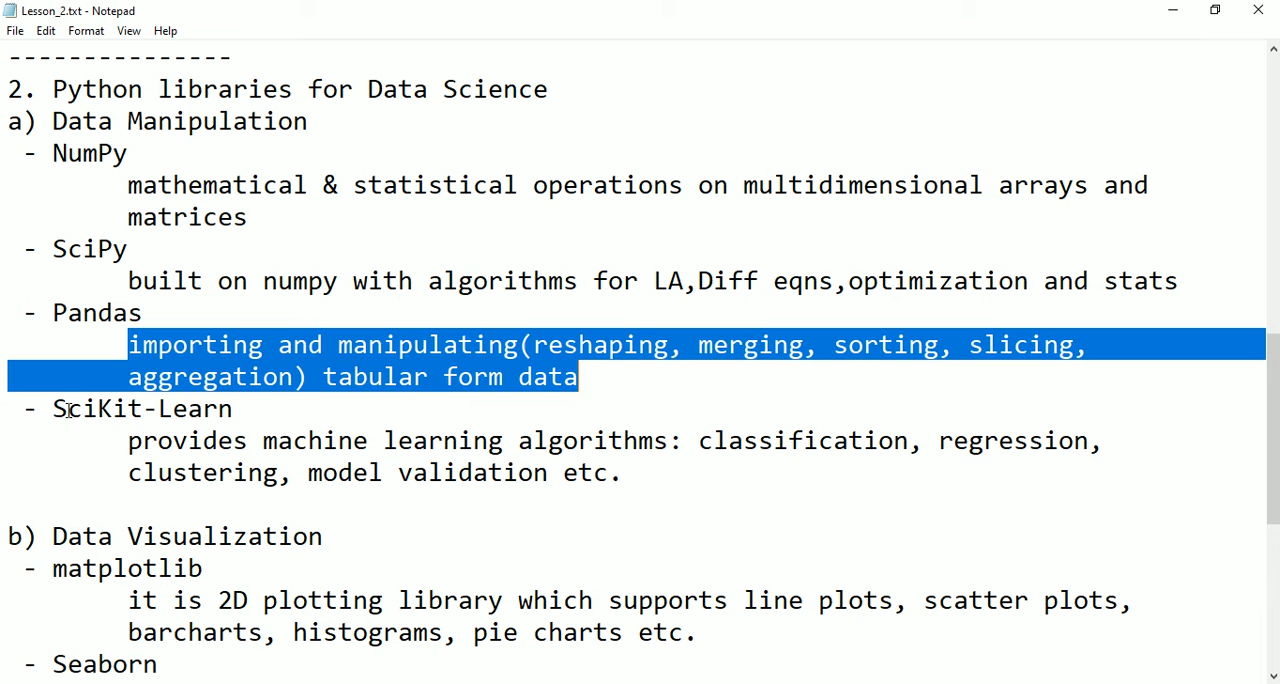 Lesson_2.txt - Notepad
File Edit Format View Help
---------------
2. Python libraries for Data Science
a) Data Manipulation
- NumPy
mathematical & statistical operations on multidimensional arrays and
matrices
- SciPy
built on numpy with algorithms for LA,Diff eqns,optimization and stats
- Pandas
importing and manipulating(reshaping, merging, sorting, slicing,
aggregation) tabular form data
- SciKit-Learn
provides machine learning algorithms: classification, regression,
clustering, model validation etc.
b) Data Visualization
- matplotlib
it is 2D plotting library which supports line plots, scatter plots,
barcharts, histograms, pie charts etc.
- Seaborn